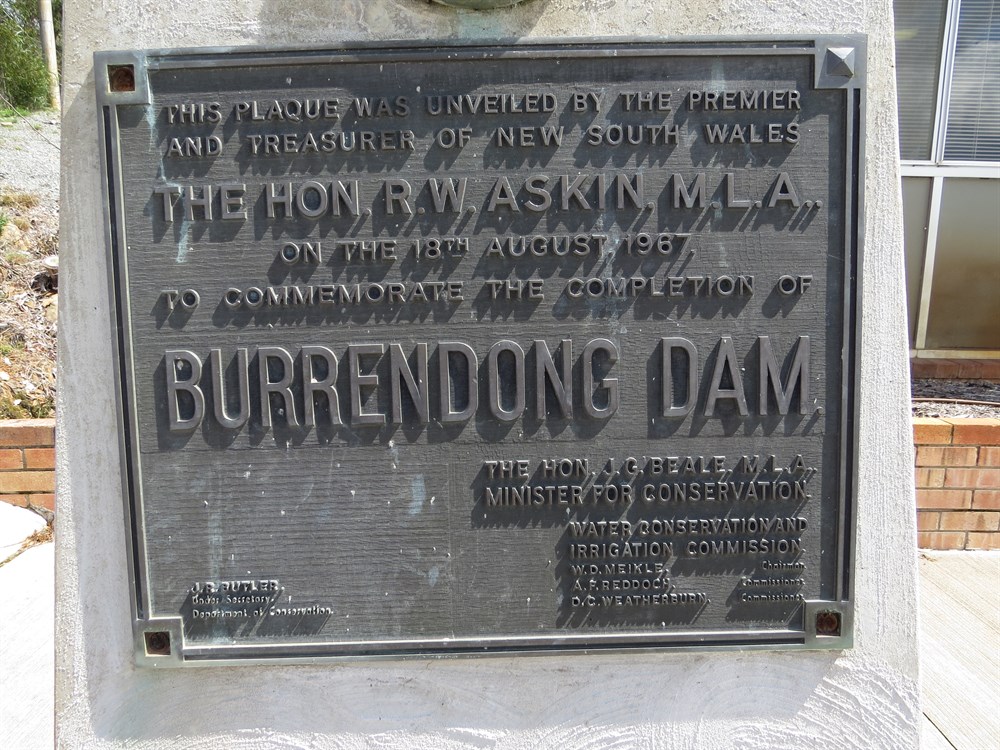 THIS PLAQUE WAS UNVEILED BY THE PREMIER
AND TREASURER OF NEW SOUTH WALES
THE HON. R.W. ASKIN, M.L.A.,
ON THE 18TH AUGUST, 1967,
TO COMMEMORATE THE COMPLETION OF
BURRENDONG DAM
THE HON. J.G. BEALE, M.L.A.,
MINISTER FOR CONSERVATION.
WATER CONSERVATION AND
IRRIGATION COMMISSION.
W.D. MEIKLE, Chairman.
A.F. REDDOCH, Commissioner.
D.C. WEATHERBURN, Commissioner.
J.R. BUTLER,
Under Secretary,
Department of Conservation.